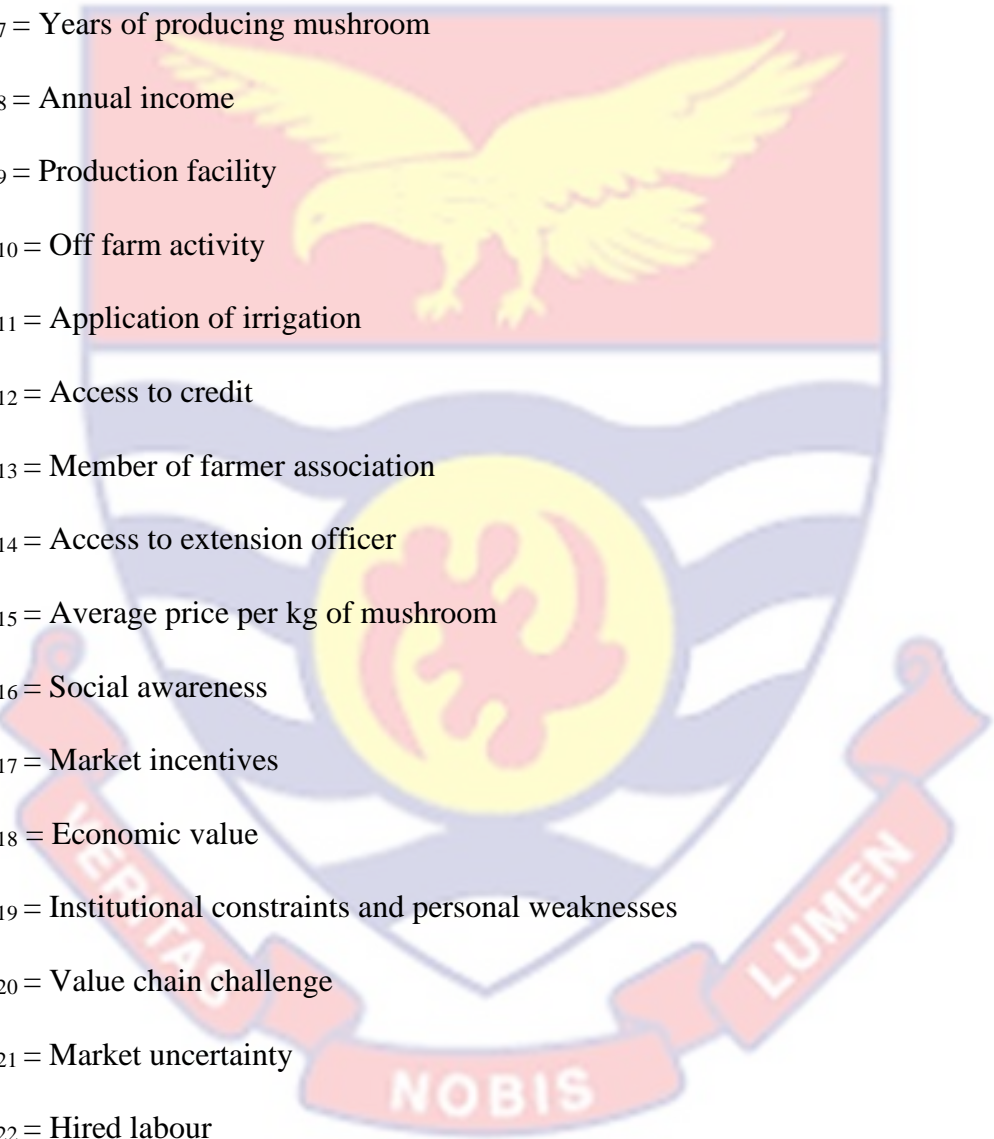 7 = Years of producing mushroom
8 = Annual income
9 = Production facility
10 = Off farm activity
11 = Application of irrigation
12 = Access to credit
13 = Member of farmer association
14 = Access to extension officer
15 = Average price per kg of mushroom
16 = Social awareness
17 = Market incentives
18 = Economic value
19 = Institutional constraints and personal weaknesses
20 = Value chain challenge
21 = Market uncertainty
22 = Hired labour
VERITAS
NOBIS
LUMEN